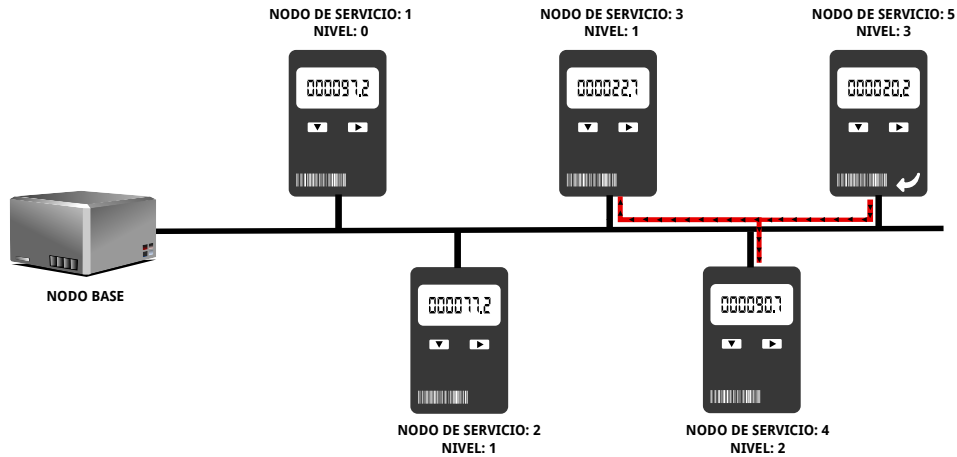 NODO DE SERVICIO: 1
NIVEL: 0
NODO DE SERVICIO: 3
NIVEL: 1
NODO DE SERVICIO: 5
NIVEL: 3
000097.2
000022.7
000020.2
NODO BASE
000077.2
000090.7
NODO DE SERVICIO: 2
NIVEL: 1
NODO DE SERVICIO: 4
NIVEL: 2